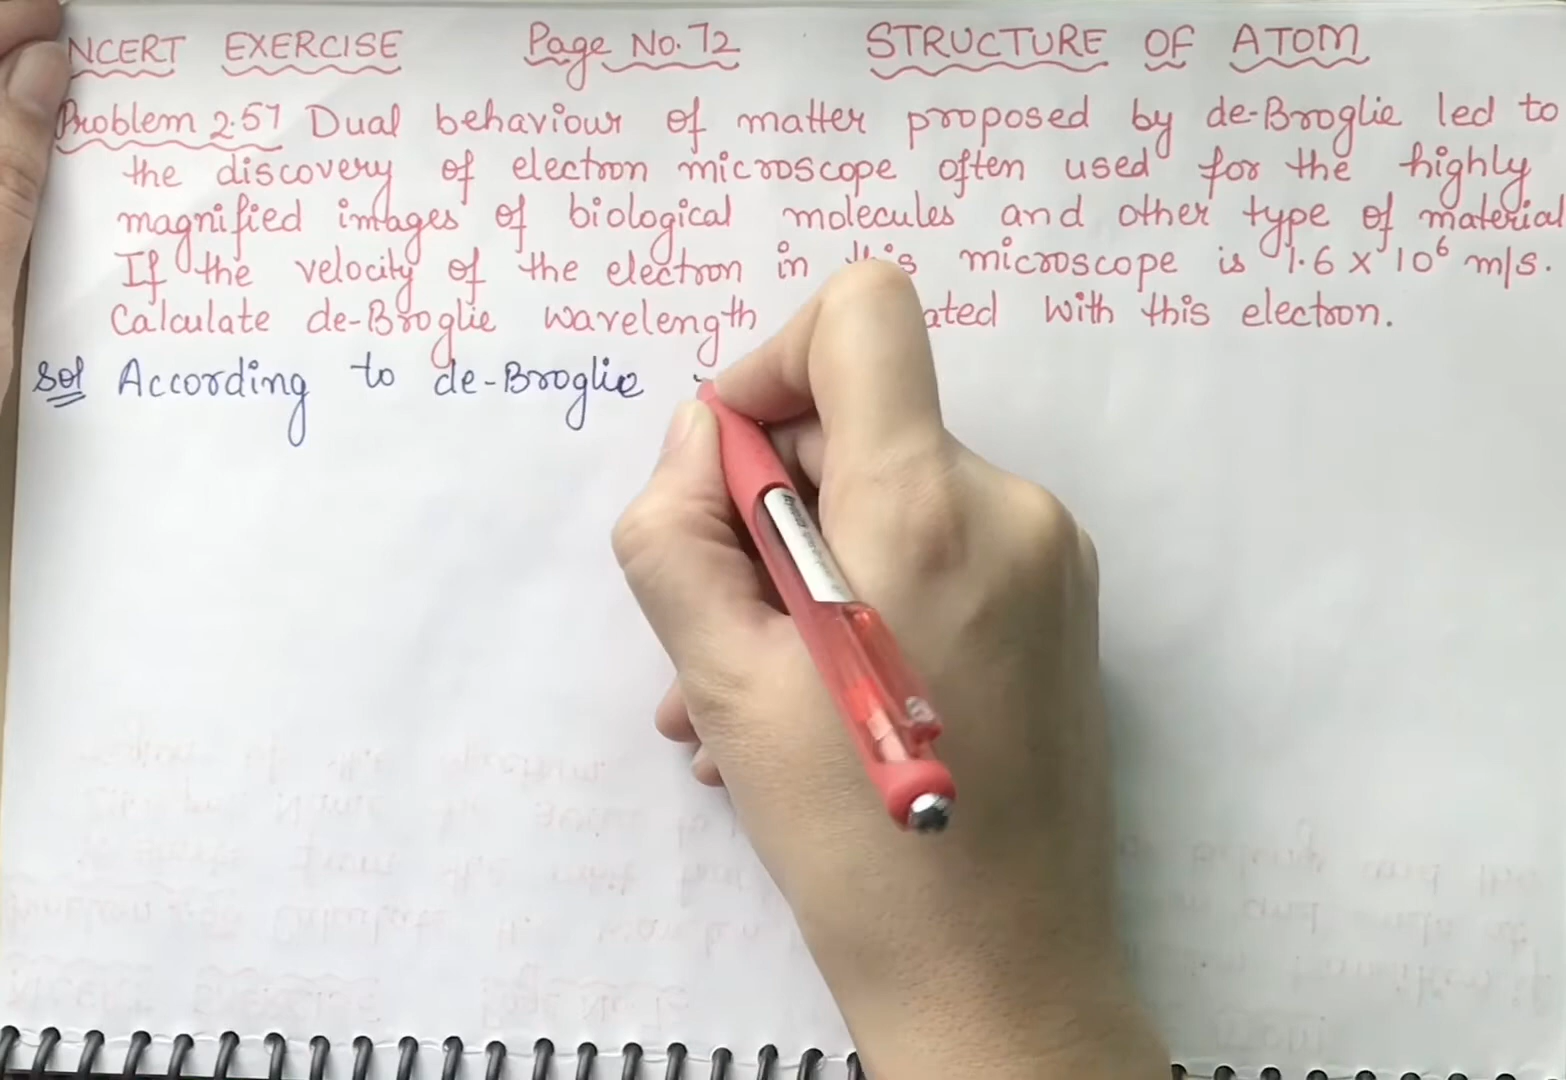 NCERT EXERCISE Page No. 72 STRUCTURE OF ATOM
Problem 2.57 Dual behaviour of matter proposed by de-Broglie led to
the discovery of electron microscope often used for the highly
magnified images of biological molecules and other type of material
If the velocity of the electron in this microscope is 1.6 x 10⁶ m/s.
Calculate de-Broglie wavelength ated with this electron.
Sol According to de-Broglie